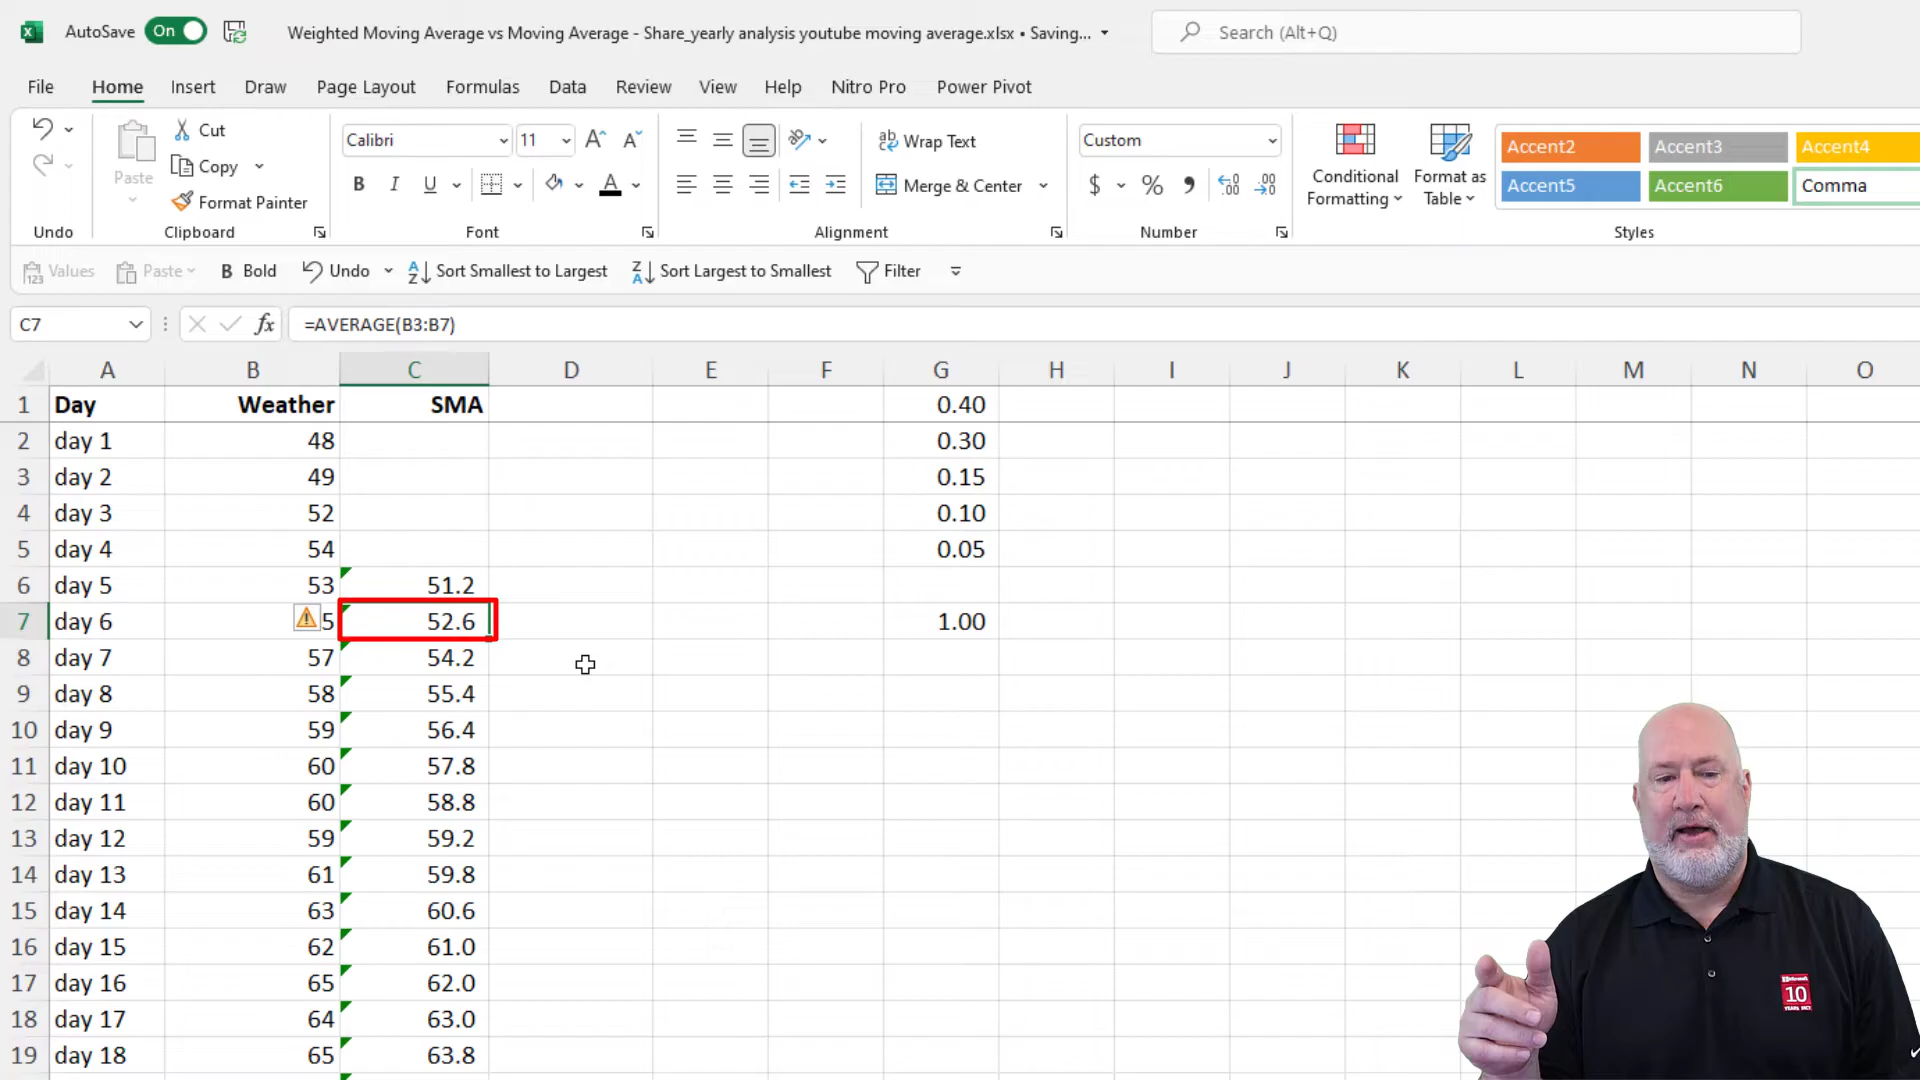 AutoSave On Weighted Moving Average vs Moving Average - Share_yearly analysis youtube moving average.xlsx • Saving... Search (Alt+Q)
File Home Insert Draw Page Layout Formulas Data Review View Help Nitro Pro Power Pivot
Paste Cut Copy Format Painter
Calibri 11 A A
B I U A
Wrap Text
Merge & Center
Custom
$ % 9 .00 .00
Conditional Formatting
Format as Table
Accent2 Accent3 Accent4
Accent5 Accent6 Comma
Undo Clipboard Font Alignment Number Styles
Values Paste B Bold Undo Sort Smallest to Largest Sort Largest to Smallest Filter
C7 fx =AVERAGE(B3:B7)
A B C D E F G H I J K L M N O
1 Day Weather SMA 0.40
2 day 1 48 0.30
3 day 2 49 0.15
4 day 3 52 0.10
5 day 4 54 0.05
6 day 5 53 51.2
7 day 6 5 52.6 1.00
8 day 7 57 54.2
9 day 8 58 55.4
10 day 9 59 56.4
11 day 10 60 57.8
12 day 11 60 58.8
13 day 12 59 59.2
14 day 13 61 59.8
15 day 14 63 60.6
16 day 15 62 61.0
17 day 16 65 62.0
18 day 17 64 63.0
19 day 18 65 63.8
10